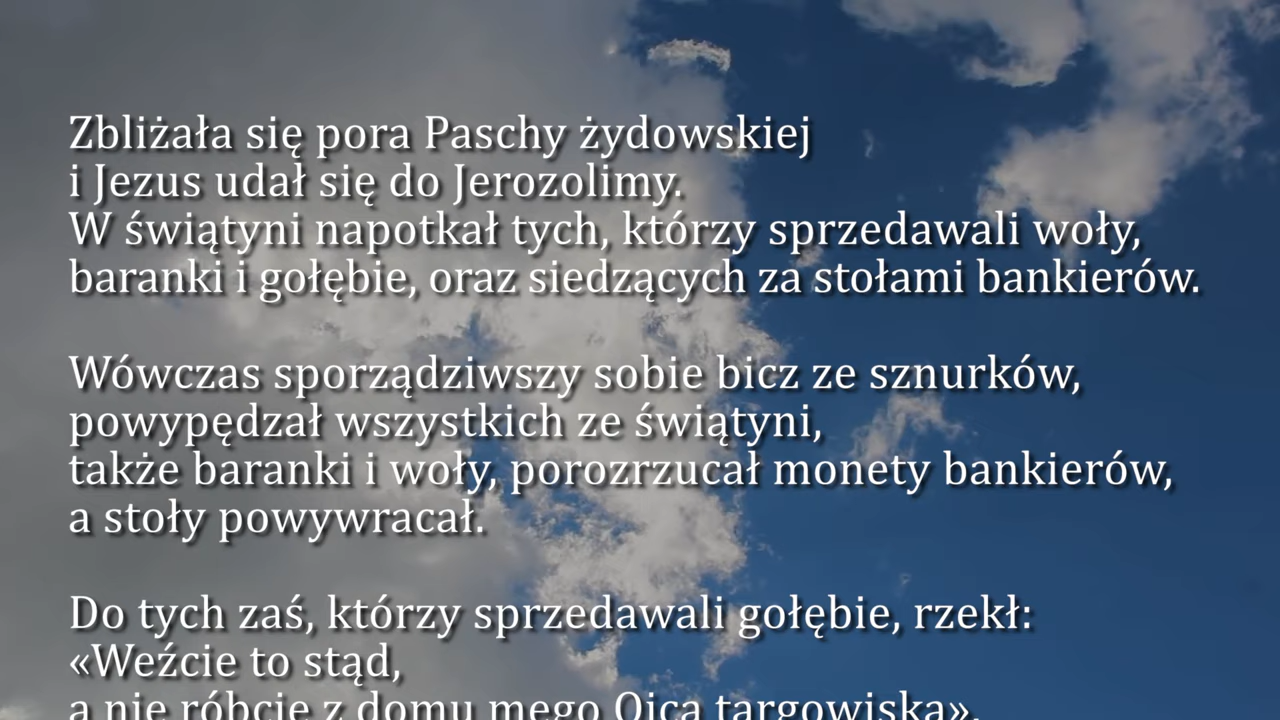 Zbliżała się pora Paschy żydowskiej
i Jezus udał się do Jerozolimy.
W świątyni napotkał tych, którzy sprzedawali woły,
baranki i gołębie, oraz siedzących za stołami bankierów.
Wówczas sporządziwszy sobie bicz ze sznurków,
powypędzał wszystkich ze świątyni,
także baranki i woły, porozrzucał monety bankierów,
a stoły powywracał.
Do tych zaś, którzy sprzedawali gołębie, rzekł:
«Weźcie to stąd,
a nie róbcie z domu mego Ojca targowiska».